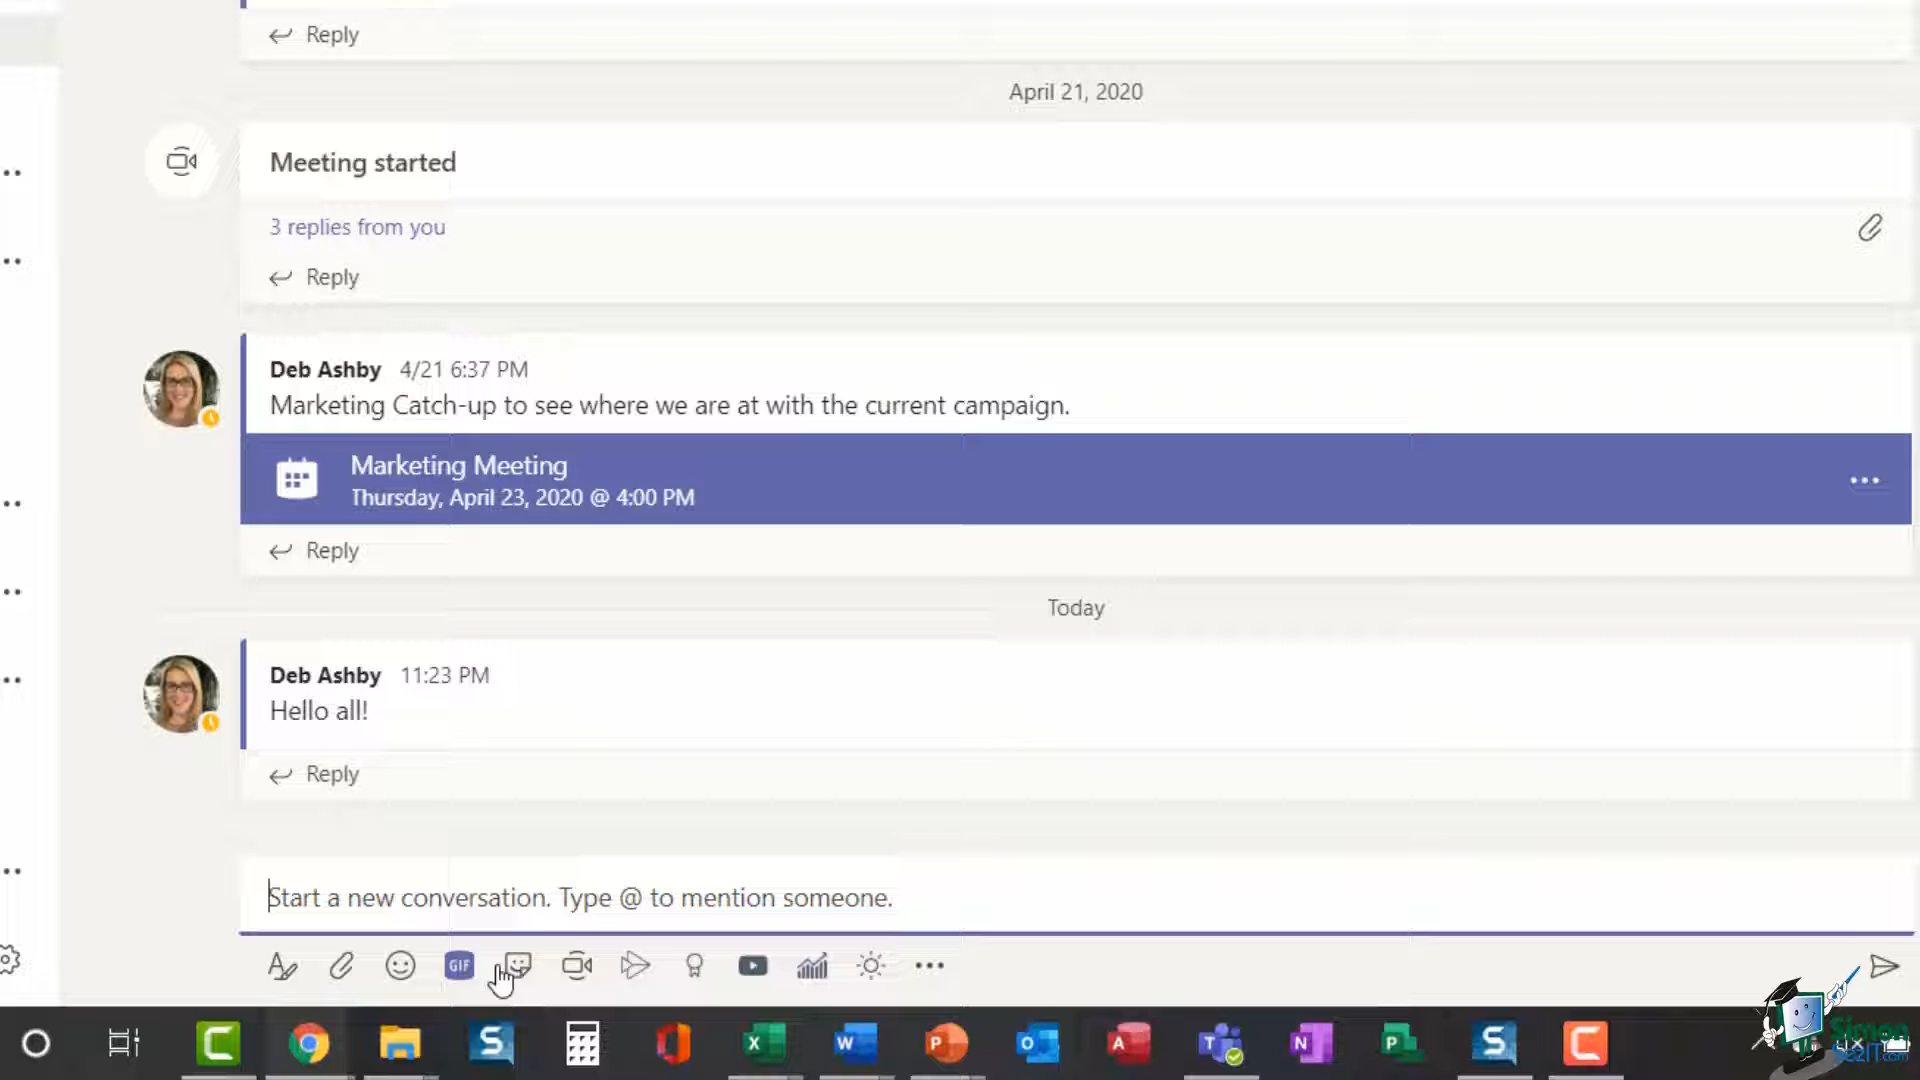 Reply
April 21, 2020
Meeting started
3 replies from you
Reply
Deb Ashby 4/21 6:37 PM
Marketing Catch-up to see where we are at with the current campaign.
Marketing Meeting
Thursday, April 23, 2020 @ 4:00 PM
Reply
Today
Deb Ashby 11:23 PM
Hello all!
Reply
Start a new conversation. Type @ to mention someone.
GIF
Simon
SezIT.com